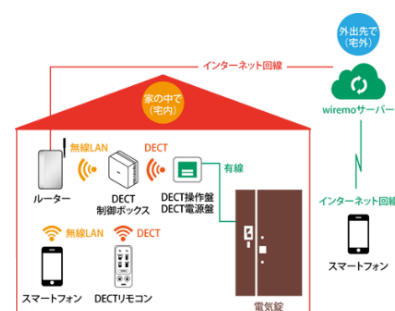 外出先で
(宅外)
インターネット回線
家の中で
(宅内)
wiremoサーバー
無線LAN
DECT
有線
ルーター
DECT
制御ボックス
DECT操作盤
DECT電源盤
インターネット回線
無線LAN
DECT
スマートフォン
スマートフォン
DECTリモコン
電気錠